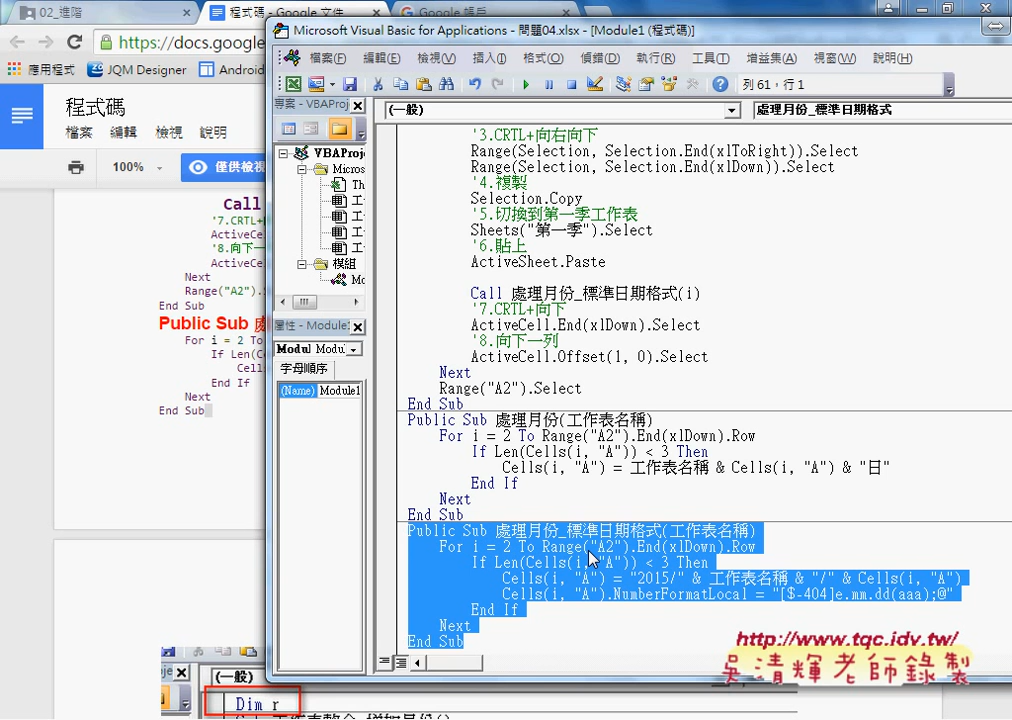 02_進階
程式碼 - Google 文件
Google 帳戶
https://docs.google
應用程式
JQM Designer
Android
程式碼
檔案 編輯 檢視 說明
100%
僅供檢視
Call
'7.CRTL+
ActiveCel
'8.向下一
ActiveCel
Next
Range("A2").
End Sub
Public Sub 處
For i = 2 To
If Len(C
Cell
End If
Next
End Sub
(一般)
Dim r
Microsoft Visual Basic for Applications - 問題04.xlsx - [Module1 (程式碼)]
檔案(F) 編輯(E) 檢視(V) 插入(I) 格式(O) 偵錯(D) 執行(R) 工具(T) 增益集(A) 視窗(W) 說明(H)
列 61，行 1
專案 - VBAProj
VBAProj
Micros
Th
工
工
工
工
模組
Mo
屬性 - Module1
Modul Modu
字母順序
(Name) Module1
(一般)
處理月份_標準日期格式
'3.CRTL+向右向下
Range(Selection, Selection.End(xlToRight)).Select
Range(Selection, Selection.End(xlDown)).Select
'4.複製
Selection.Copy
'5.切換到第一季工作表
Sheets("第一季").Select
'6.貼上
ActiveSheet.Paste
Call 處理月份_標準日期格式(i)
'7.CRTL+向下
ActiveCell.End(xlDown).Select
'8.向下一列
ActiveCell.Offset(1, 0).Select
Next
Range("A2").Select
End Sub
Public Sub 處理月份(工作表名稱)
For i = 2 To Range("A2").End(xlDown).Row
If Len(Cells(i, "A")) < 3 Then
Cells(i, "A") = 工作表名稱 & Cells(i, "A") & "日"
End If
Next
End Sub
Public Sub 處理月份_標準日期格式(工作表名稱)
For i = 2 To Range("A2").End(xlDown).Row
If Len(Cells(i, "A")) < 3 Then
Cells(i, "A") = "2015/" & 工作表名稱 & "/" & Cells(i, "A")
Cells(i, "A").NumberFormatLocal = "[$-404]e.mm.dd(aaa);@"
End If
Next
End Sub
http://www.tqc.idv.tw/
吳清輝老師錄製